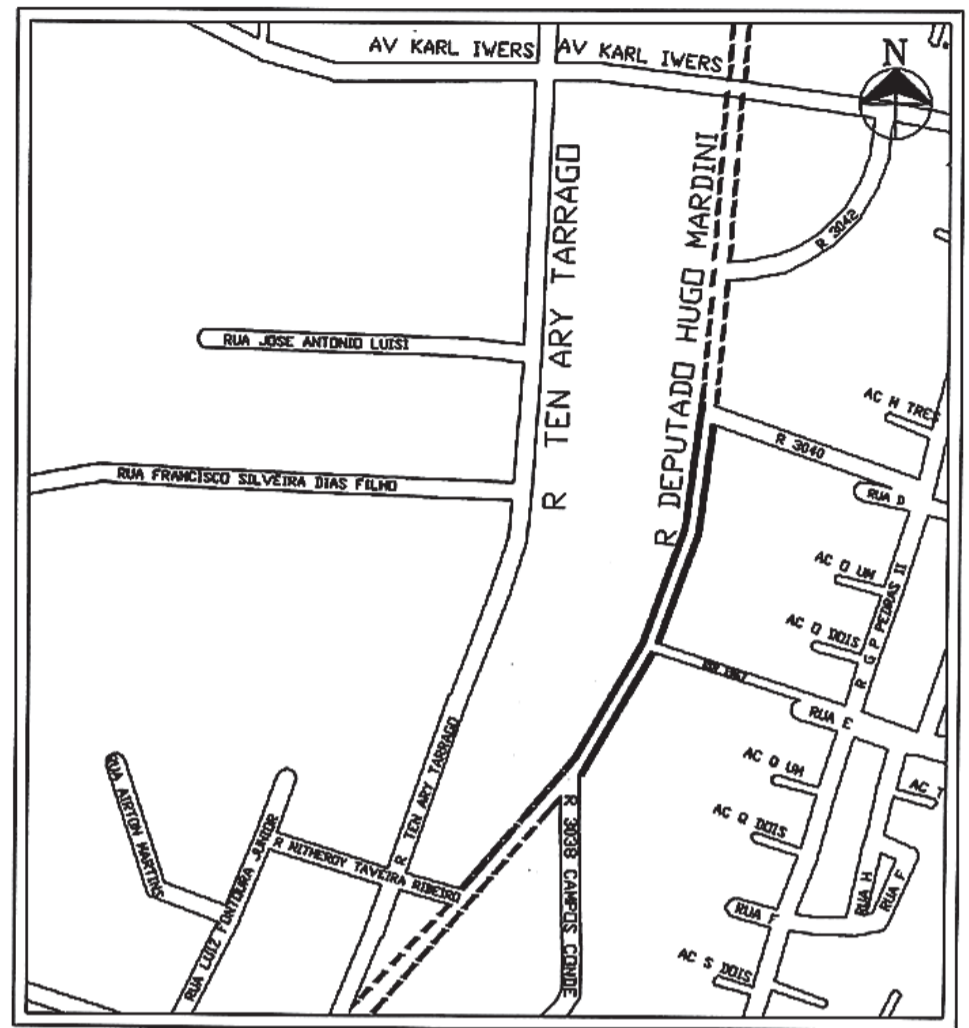 AV KARL IWERS
AV KARL IWERS
N
R TEN ARY TARRAGO
R DEPUTADO HUGO MARDINI
R 3042
RUA JOSE ANTONIO LUISI
AC H TRES
R 3040
RUA FRANCISCO SILVEIRA DIAS FILHO
RUA D
AC O UM
R G P PEDRAS II
AC Q DOIS
RUA E
R TEN ARY TARRAGO
AC O UM
RUA AIRTON MARTINS
AC T
AC Q DOIS
RUA LUIZ FONTOURA JUNIOR
R NITHEROY TAVEIRA RIBEIRO
R 3038 CAMPOS CONDE
RUA H
RUA F
RUA F
AC S DOIS